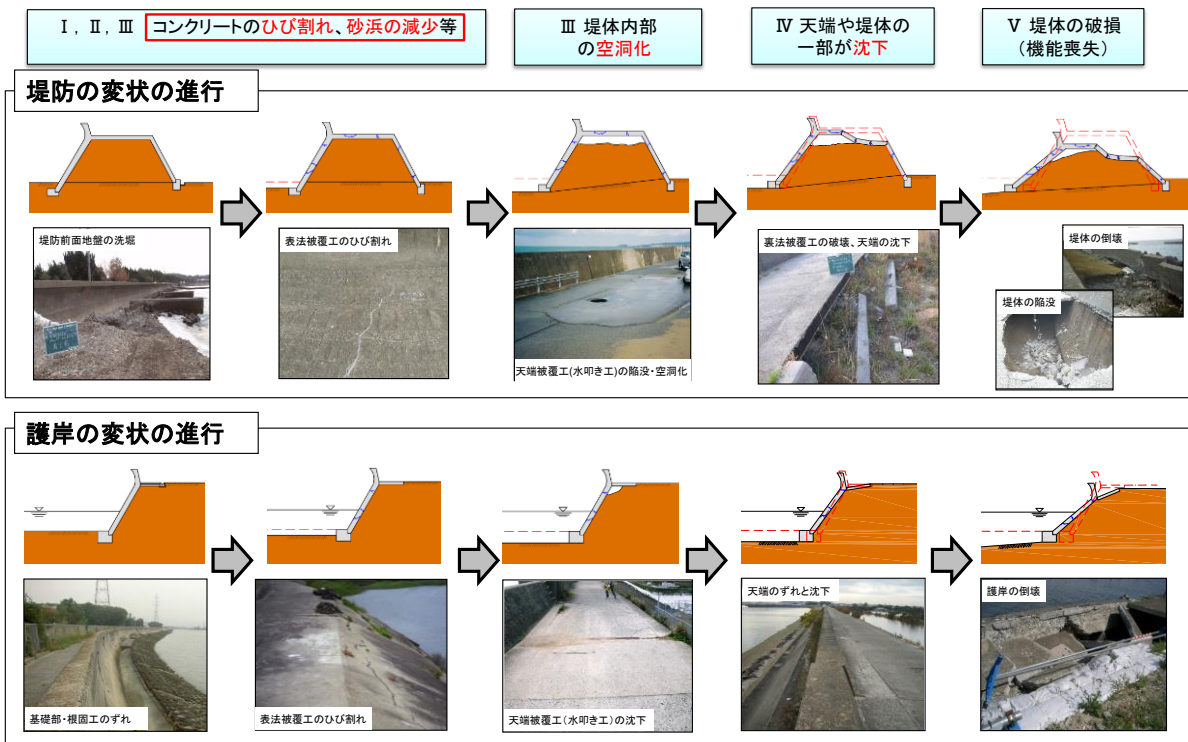 Ⅰ, Ⅱ, Ⅲ コンクリートのひび割れ、砂浜の減少等
Ⅲ 堤体内部
の空洞化
Ⅳ 天端や堤体の
一部が沈下
Ⅴ 堤体の破損
(機能喪失)
堤防の変状の進行
堤防前面地盤の洗堀
表法被覆工のひび割れ
天端被覆工(水叩き工)の陥没・空洞化
裏法被覆工の破壊、天端の沈下
堤体の倒壊
堤体の陥没
護岸の変状の進行
基礎部・根固工のずれ
表法被覆工のひび割れ
天端被覆工(水叩き工)の沈下
天端のずれと沈下
護岸の倒壊